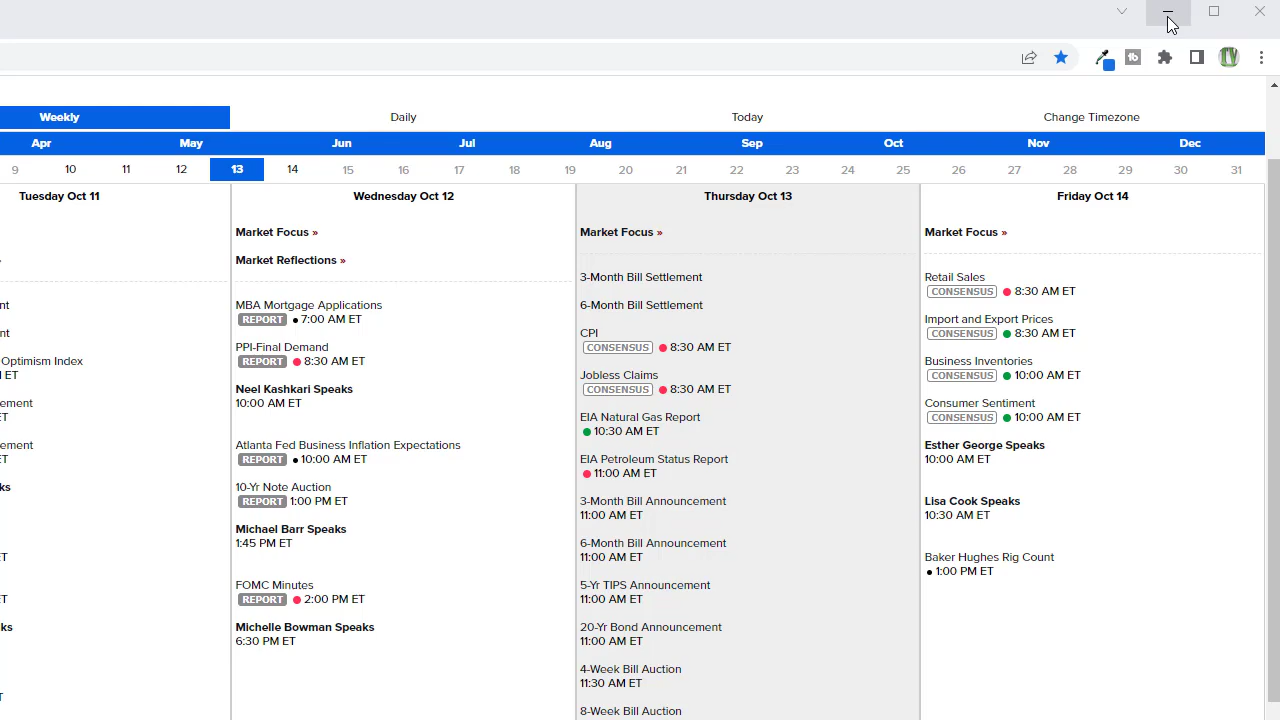 Weekly
Daily
Today
Change Timezone
Apr May Jun Jul Aug Sep Oct Nov Dec
9 10 11 12 13 14 15 16 17 18 19 20 21 22 23 24 25 26 27 28 29 30 31
Tuesday Oct 11
nt
nt
Optimism Index
ET
ement
ET
ement
ET
ks
ET
ET
ks
T
Wednesday Oct 12
Market Focus »
Market Reflections »
MBA Mortgage Applications
REPORT ● 7:00 AM ET
PPI-Final Demand
REPORT ● 8:30 AM ET
Neel Kashkari Speaks
10:00 AM ET
Atlanta Fed Business Inflation Expectations
REPORT ● 10:00 AM ET
10-Yr Note Auction
REPORT 1:00 PM ET
Michael Barr Speaks
1:45 PM ET
FOMC Minutes
REPORT ● 2:00 PM ET
Michelle Bowman Speaks
6:30 PM ET
Thursday Oct 13
Market Focus »
3-Month Bill Settlement
6-Month Bill Settlement
CPI
CONSENSUS ● 8:30 AM ET
Jobless Claims
CONSENSUS ● 8:30 AM ET
EIA Natural Gas Report
● 10:30 AM ET
EIA Petroleum Status Report
● 11:00 AM ET
3-Month Bill Announcement
11:00 AM ET
6-Month Bill Announcement
11:00 AM ET
5-Yr TIPS Announcement
11:00 AM ET
20-Yr Bond Announcement
11:00 AM ET
4-Week Bill Auction
11:30 AM ET
8-Week Bill Auction
Friday Oct 14
Market Focus »
Retail Sales
CONSENSUS ● 8:30 AM ET
Import and Export Prices
CONSENSUS ● 8:30 AM ET
Business Inventories
CONSENSUS ● 10:00 AM ET
Consumer Sentiment
CONSENSUS ● 10:00 AM ET
Esther George Speaks
10:00 AM ET
Lisa Cook Speaks
10:30 AM ET
Baker Hughes Rig Count
● 1:00 PM ET